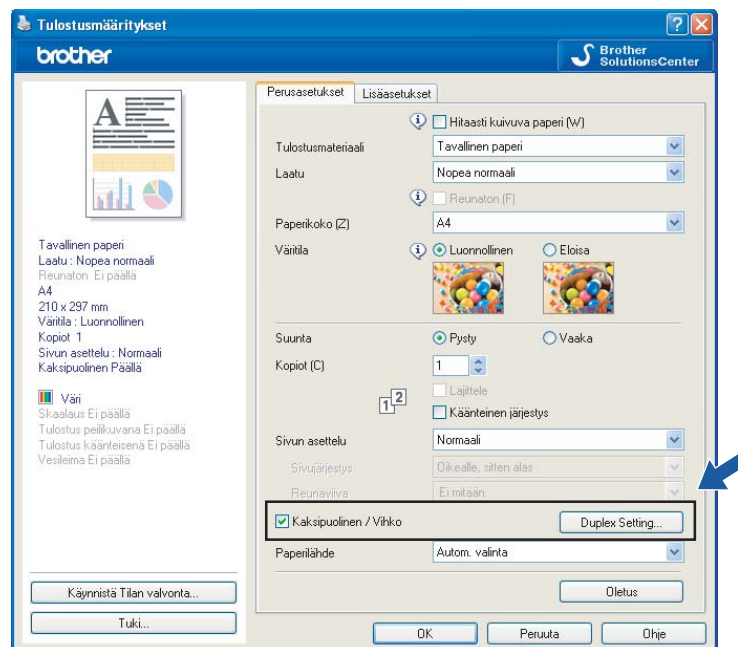 Tulostusmääritykset
brother
Brother
SolutionsCenter
A
Tavallinen paperi
Laatu : Nopea normaali
Reunaton Ei päällä
A4
210 x 297 mm
Väritila : Luonnollinen
Kopiot 1
Sivun asettelu : Normaali
Kaksipuolinen Päällä
Väri
Skaalaus Ei päällä
Tulostus peilikuvana Ei päällä
Tulostus käänteisenä Ei päällä
Vesileima Ei päällä
Käynnistä Tilan valvonta...
Tuki...
Perusasetukset Lisäasetukset
Hitaasti kuivuva paperi (W)
Tulostusmateriaali Tavallinen paperi
Laatu Nopea normaali
Reunaton (F)
Paperikoko (Z) A4
Väritila Luonnollinen Eloisa
Suunta Pysty Vaaka
Kopiot (C) 1
Lajittele
1 2
Käänteinen järjestys
Sivun asettelu Normaali
Sivujärjestys Oikealle, sitten alas
Reunaviiva Ei mitään
Kaksipuolinen / Vihko Duplex Setting...
Paperilähde Autom. valinta
Oletus
OK Peruuta Ohje